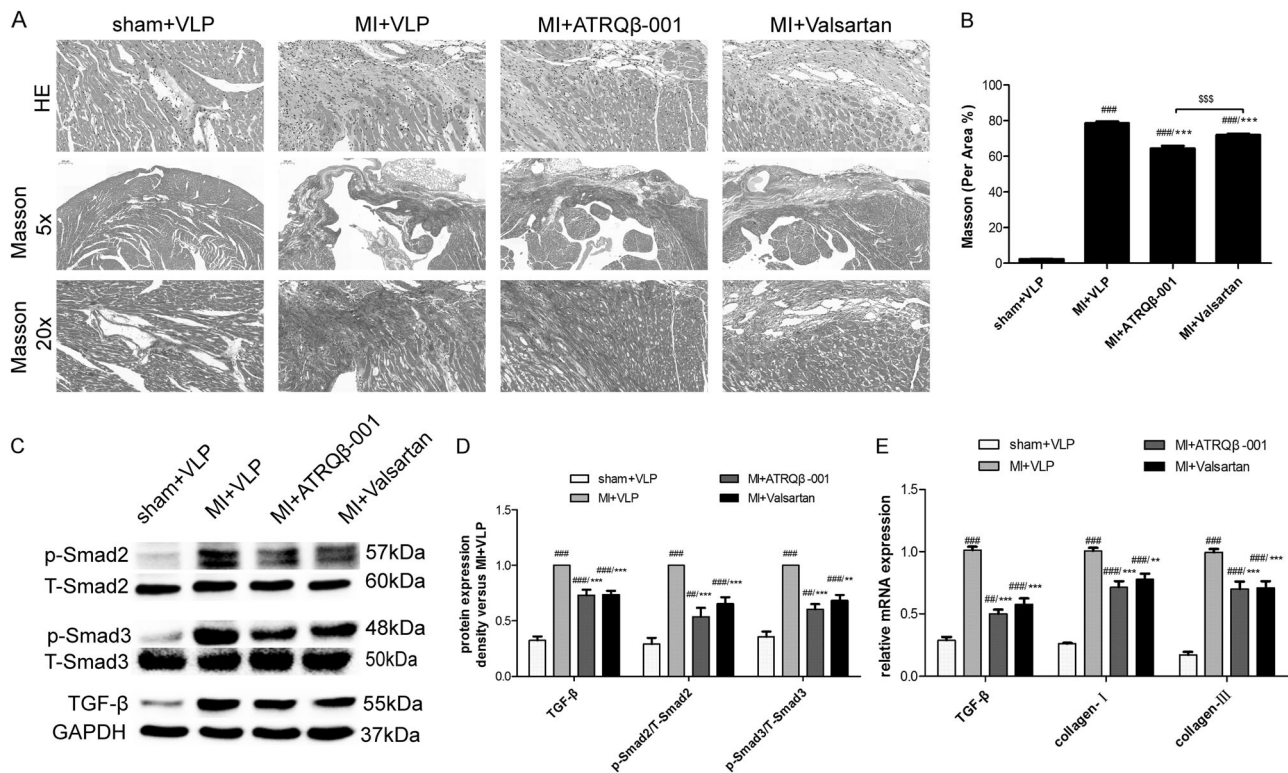 A
sham+VLP
MI+VLP
MI+ATRQβ-001
MI+Valsartan
HE
Masson
5x
Masson
20x
B
Masson (Per Area %)
100
80
60
40
20
0
###
###/***
###/***
$$$
sham+VLP
MI+VLP
MI+ATRQβ-001
MI+Valsartan
C
sham+VLP
MI+VLP
MI+ATRQβ-001
MI+Valsartan
p-Smad2
57kDa
T-Smad2
60kDa
p-Smad3
48kDa
T-Smad3
50kDa
TGF-β
55kDa
GAPDH
37kDa
D
sham+VLP
MI+VLP
MI+ATRQβ-001
MI+Valsartan
protein expression
density versus MI+VLP
1.5
1.0
0.5
0.0
###
###/***
###/***
###
##/***
###/***
###
##/***
###/**
TGF-β
p-Smad2/T-Smad2
p-Smad3/T-Smad3
E
sham+VLP
MI+VLP
MI+ATRQβ-001
MI+Valsartan
relative mRNA expression
1.5
1.0
0.5
0.0
###
##/***
###/***
###
###/***
###/**
###
###/***
###/***
TGF-β
collagen- I
collagen-III